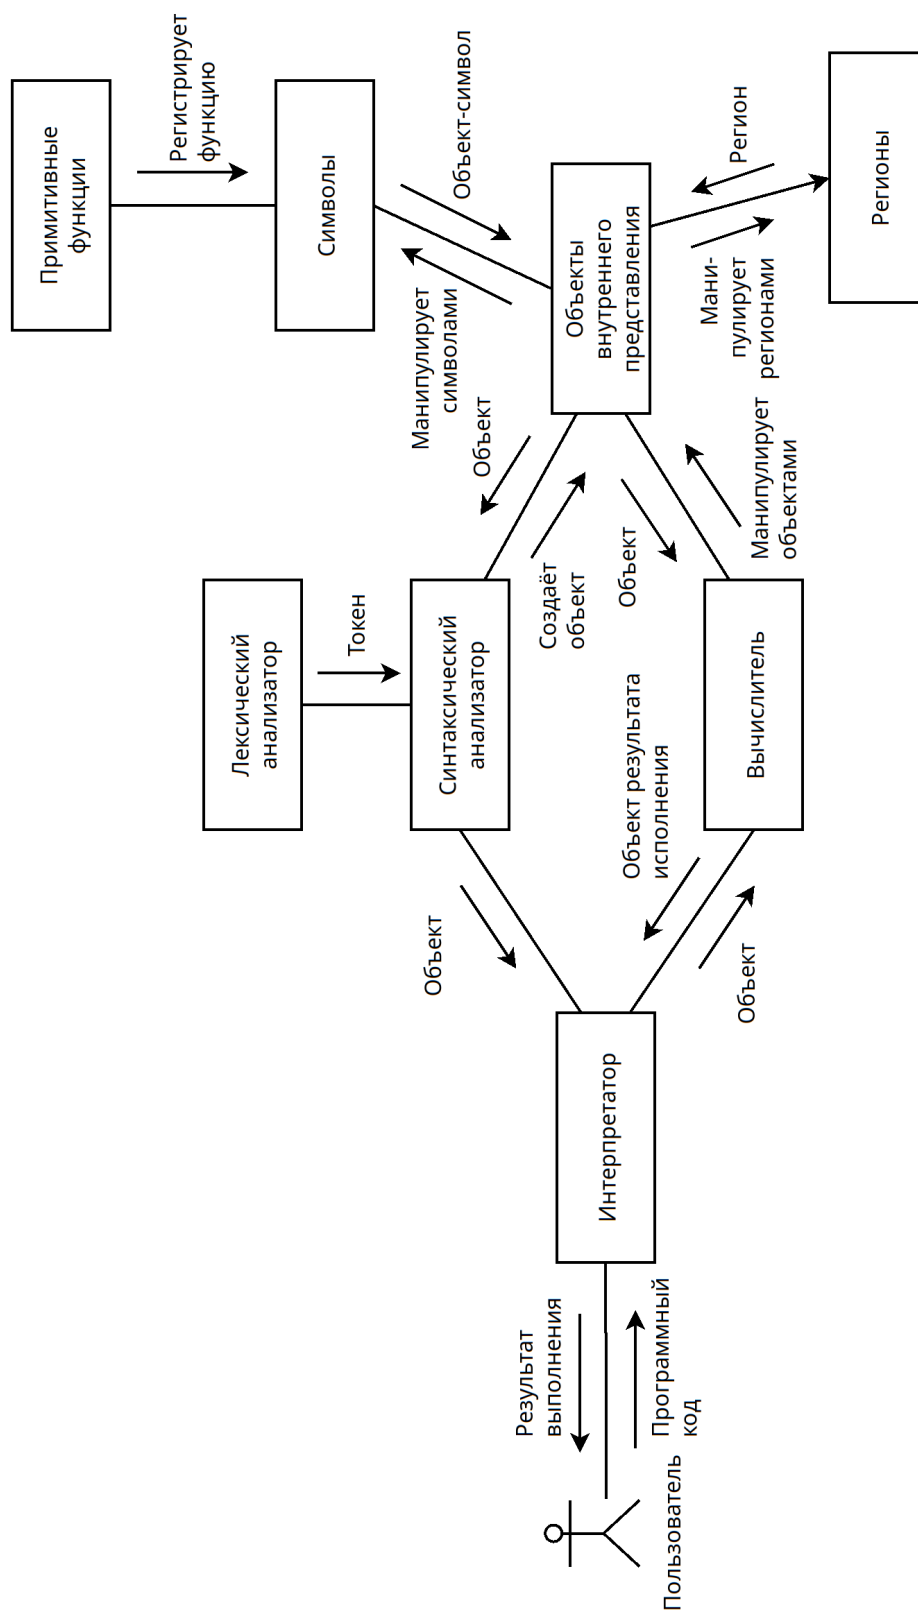 Пользователь
Результат
выполнения
Программный
код
Интерпретатор
Объект
Объект
Объект результата
исполнения
Лексический
анализатор
Токен
Синтаксический
анализатор
Вычислитель
Создаёт
объект
Объект
Объект
Манипулирует
объектами
Манипулирует
символами
Объекты
внутреннего
представления
Мани-
пулирует
регионами
Примитивные
функции
Регистрирует
функцию
Символы
Объект-символ
Регион
Регионы